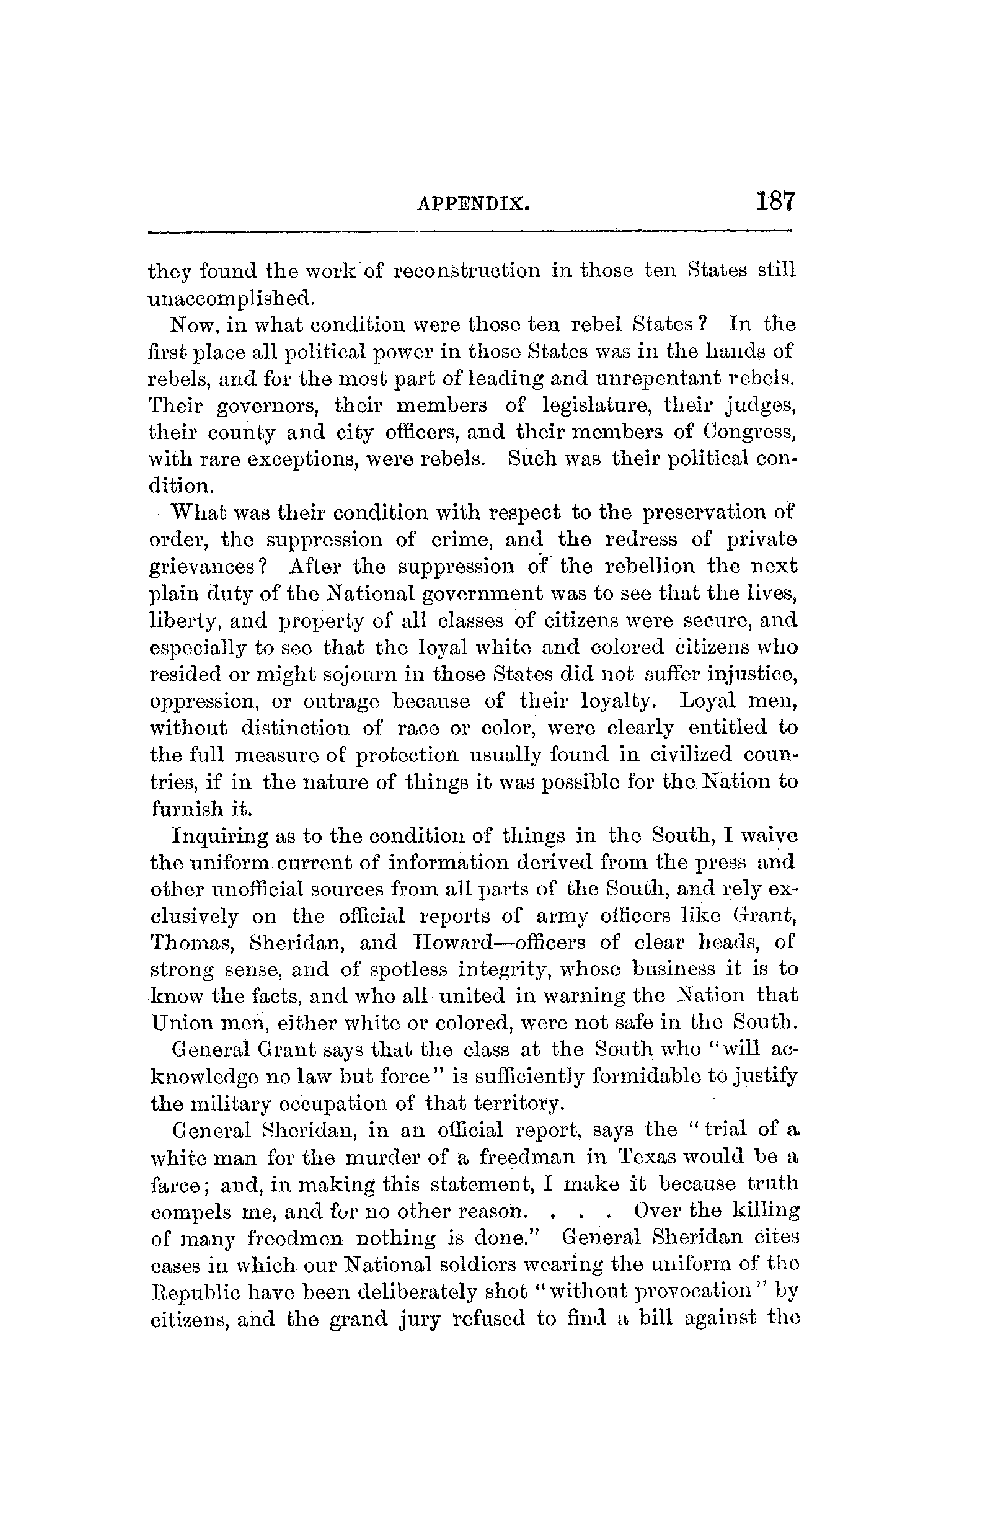 APPENDIX. 187
they found the work of reconstruction in those ten States still
unaccomplished.
Now, in what condition were those ten rebel States? In the
first place all political power in those States was in the hands of
rebels, and for the most part of leading and unrepentant rebels.
Their governors, their members of legislature, their judges,
their county and city officers, and their members of Congress,
with rare exceptions, were rebels. Such was their political con-
dition.
What was their condition with respect to the preservation of
order, the suppression of crime, and the redress of private
grievances? After the suppression of the rebellion the next
plain duty of the National government was to see that the lives,
liberty, and property of all classes of citizens were secure, and
especially to see that the loyal white and colored citizens who
resided or might sojourn in those States did not suffer injustice,
oppression, or outrage because of their loyalty. Loyal men,
without distinction of race or color, were clearly entitled to
the full measure of protection usually found in civilized coun-
tries, if in the nature of things it was possible for the Nation to
furnish it.
Inquiring as to the condition of things in the South, I waive
the uniform current of information derived from the press and
other unofficial sources from all parts of the South, and rely ex-
clusively on the official reports of army officers like Grant,
Thomas, Sheridan, and Howard—officers of clear heads, of
strong sense, and of spotless integrity, whose business it is to
know the facts, and who all united in warning the Nation that
Union men, either white or colored, were not safe in the South.
General Grant says that the class at the South who "will ac-
knowledge no law but force" is sufficiently formidable to justify
the military occupation of that territory.
General Sheridan, in an official report, says the "trial of a
white man for the murder of a freedman in Texas would be a
farce; and, in making this statement, I make it because truth
compels me, and for no other reason. . . . Over the killing
of many freedmen nothing is done." General Sheridan cites
cases in which our National soldiers wearing the uniform of the
Republic have been deliberately shot "without provocation" by
citizens, and the grand jury refused to find a bill against the